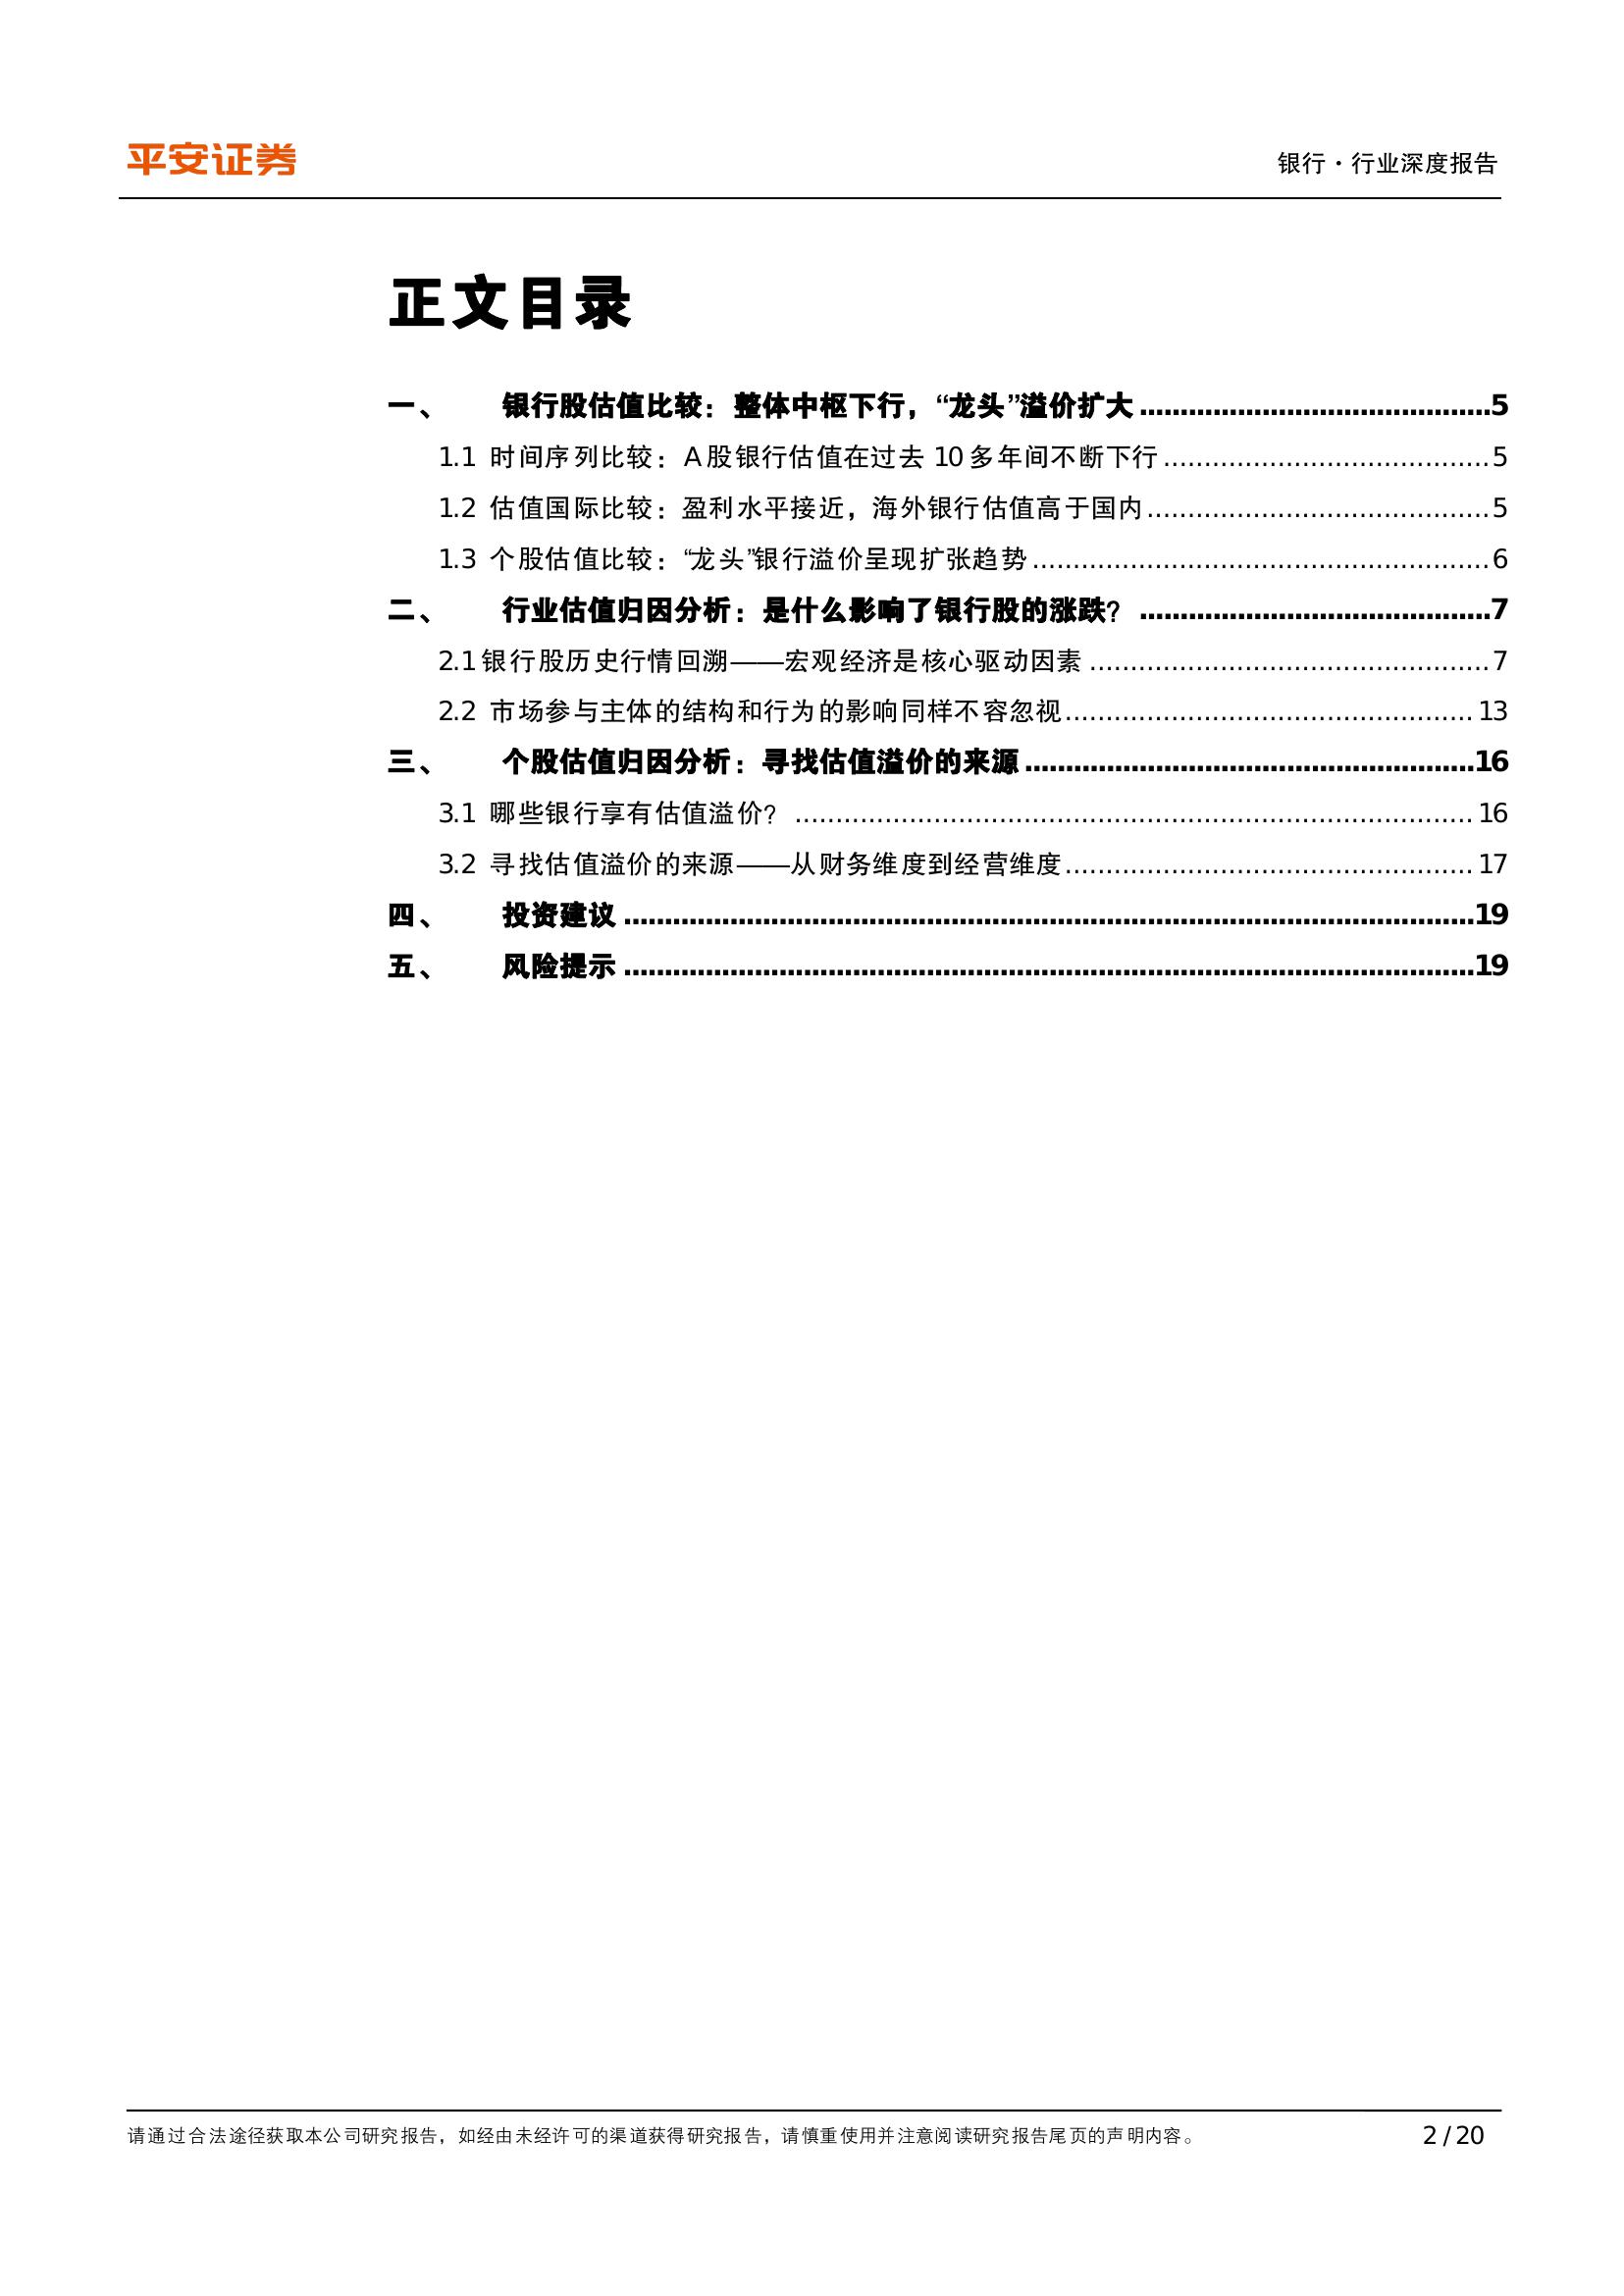 平安证券
银行·行业深度报告
正文目录
一、 银行股估值比较：整体中枢下行，“龙头”溢价扩大........................................5
1.1 时间序列比较：A 股银行估值在过去 10 多年间不断下行........................................5
1.2 估值国际比较：盈利水平接近，海外银行估值高于国内........................................5
1.3 个股估值比较：“龙头”银行溢价呈现扩张趋势........................................6
二、 行业估值归因分析：是什么影响了银行股的涨跌？........................................7
2.1 银行股历史行情回溯——宏观经济是核心驱动因素........................................7
2.2 市场参与主体的结构和行为的影响同样不容忽视........................................13
三、 个股估值归因分析：寻找估值溢价的来源........................................16
3.1 哪些银行享有估值溢价？........................................16
3.2 寻找估值溢价的来源——从财务维度到经营维度........................................17
四、 投资建议........................................19
五、 风险提示........................................19
请通过合法途径获取本公司研究报告，如经由未经许可的渠道获得研究报告，请慎重使用并注意阅读研究报告尾页的声明内容。 2 / 20